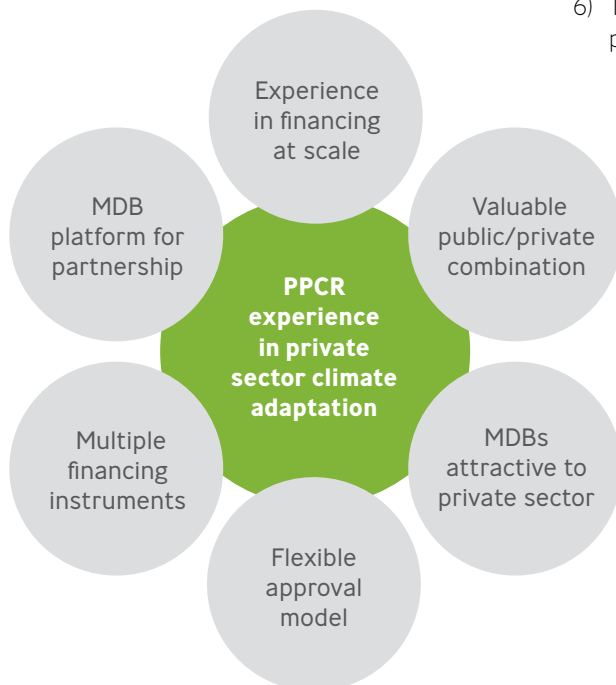 6)
Experience
in financing
at scale
MDB
platform for
partnership
Valuable
public/private
combination
PPCR
experience
in private
sector climate
adaptation
Multiple
financing
instruments
MDBs
attractive to
private sector
Flexible
approval
model